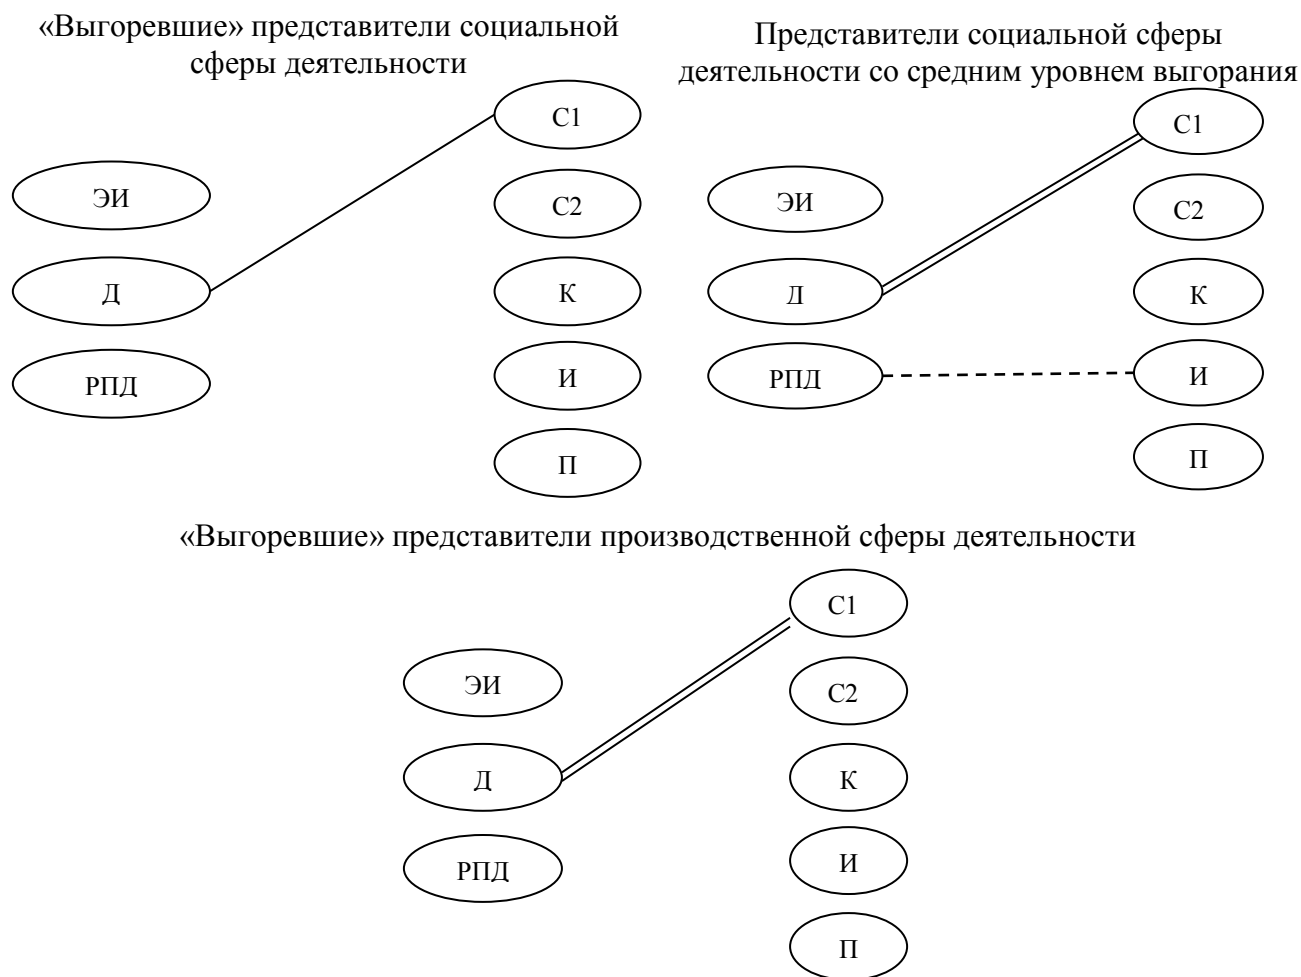 «Выгоревшие» представители социальной
сферы деятельности
С1
ЭИ
С2
Д
К
РПД
И
П
Представители социальной сферы
деятельности со средним уровнем выгорания
С1
ЭИ
С2
Д
К
РПД
И
П
«Выгоревшие» представители производственной сферы деятельности
С1
ЭИ
С2
Д
К
РПД
И
П